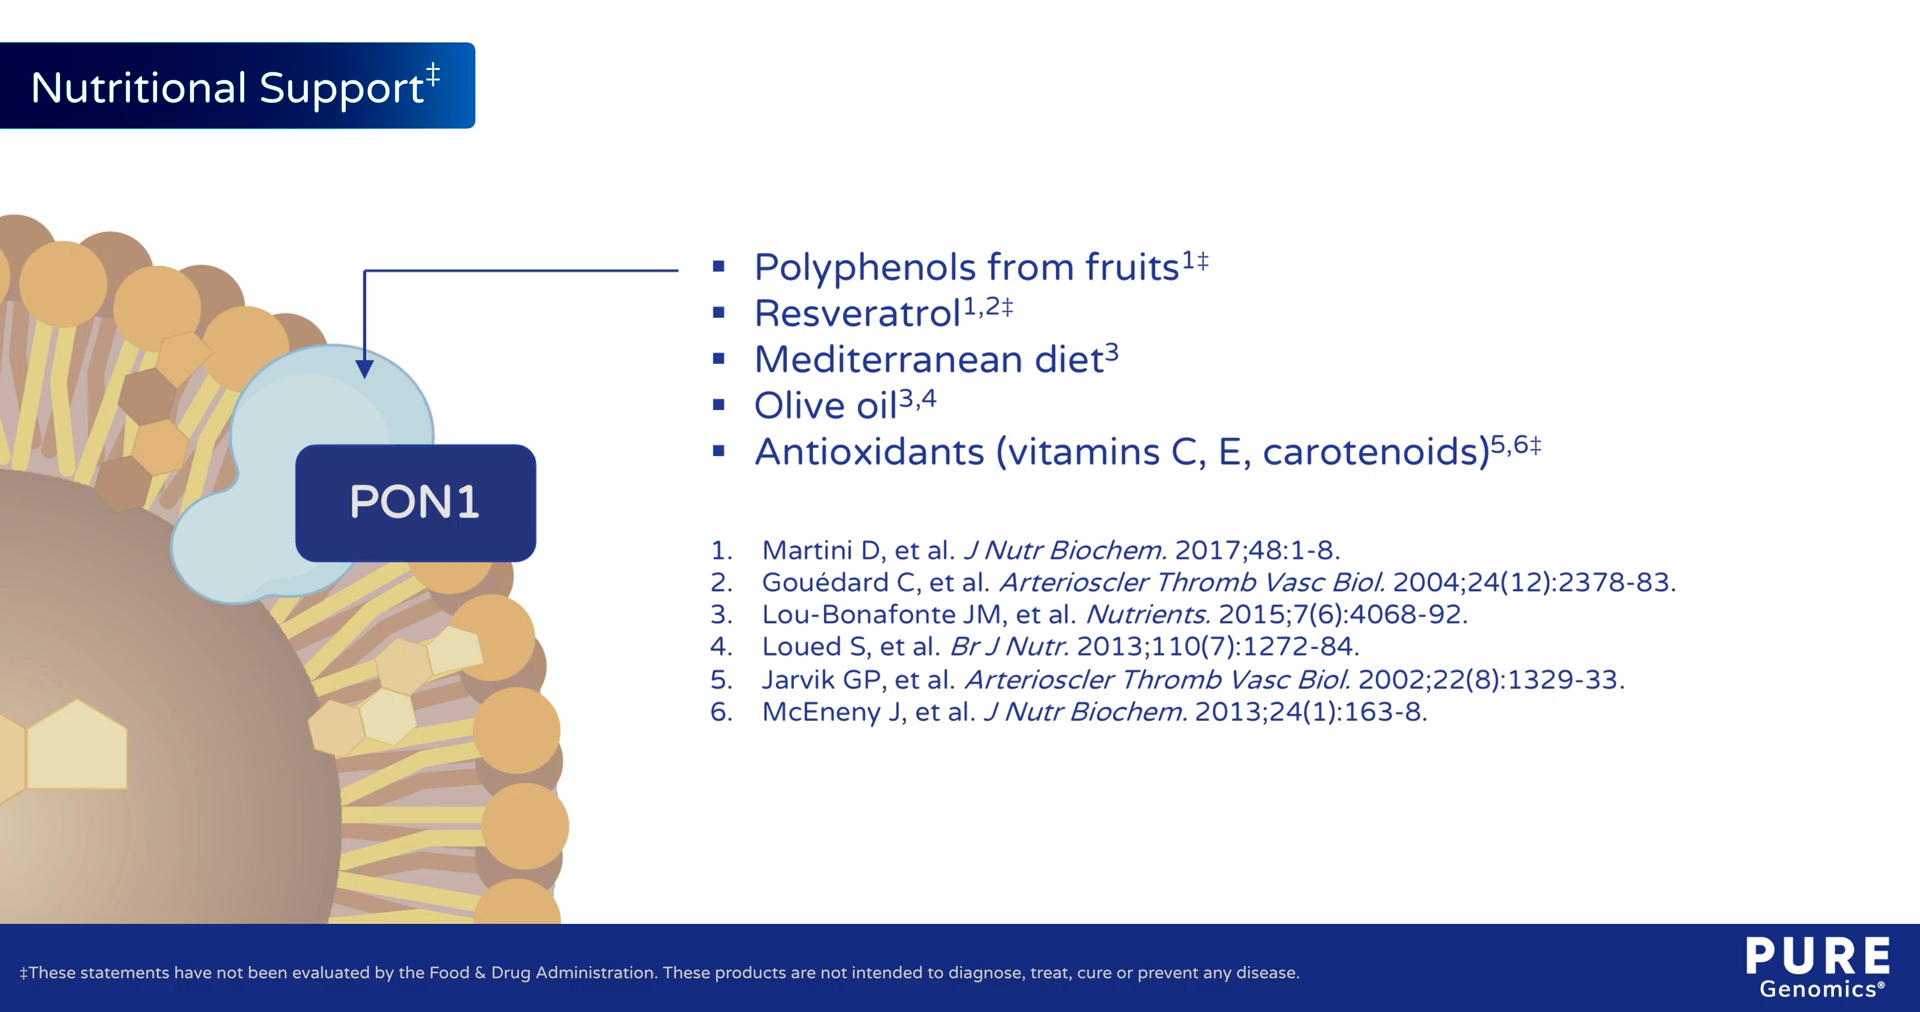 Nutritional Support‡
▪ Polyphenols from fruits1‡
▪ Resveratrol1,2‡
▪ Mediterranean diet3
▪ Olive oil3,4
▪ Antioxidants (vitamins C, E, carotenoids)5,6‡
PON1
1. Martini D, et al. J Nutr Biochem. 2017;48:1-8.
2. Gouédard C, et al. Arterioscler Thromb Vasc Biol. 2004;24(12):2378-83.
3. Lou-Bonafonte JM, et al. Nutrients. 2015;7(6):4068-92.
4. Loued S, et al. Br J Nutr. 2013;110(7):1272-84.
5. Jarvik GP, et al. Arterioscler Thromb Vasc Biol. 2002;22(8):1329-33.
6. McEneny J, et al. J Nutr Biochem. 2013;24(1):163-8.
‡These statements have not been evaluated by the Food & Drug Administration. These products are not intended to diagnose, treat, cure or prevent any disease.
PURE
Genomics®